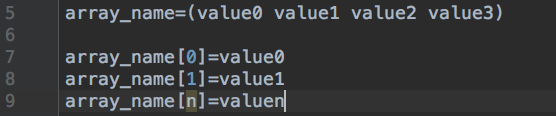 5 array_name=(value0 value1 value2 value3)
6
7 array_name[0]=value0
8 array_name[1]=value1
9 array_name[n]=valuen